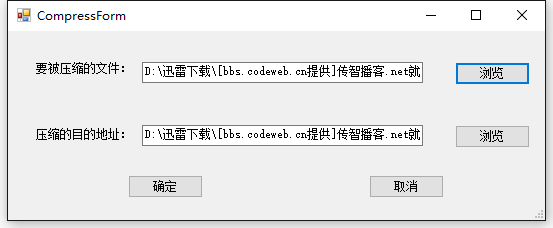 CompressForm
要被压缩的文件： D:\迅雷下载\[bbs.codeweb.cn提供]传智播客.net就 浏览
压缩的目的地址： D:\迅雷下载\[bbs.codeweb.cn提供]传智播客.net就 浏览
确定 取消